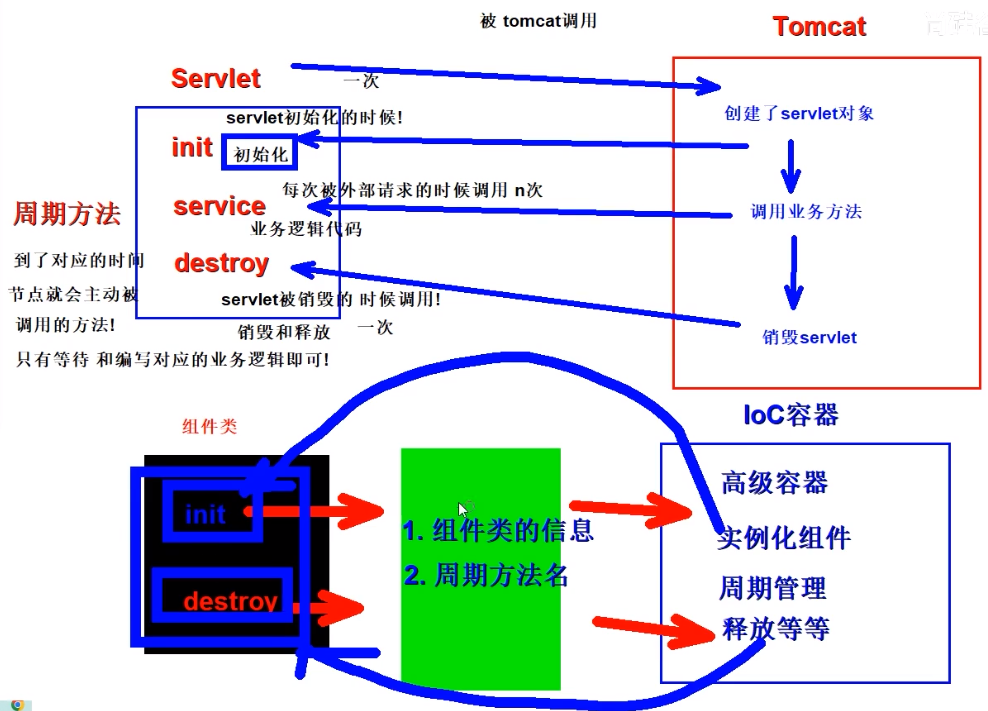 被 tomcat调用
Tomcat
Servlet
一次
创建了servlet对象
servlet初始化的时候!
init
初始化
每次被外部请求的时候调用 n次
周期方法
service
调用业务方法
业务逻辑代码
到了对应的时间
destroy
节点就会主动被
servlet被销毁的 时候调用!
调用的方法!
销毁和释放
一次
销毁servlet
只有等待 和编写对应的业务逻辑即可!
IoC容器
组件类
高级容器
init
1. 组件类的信息
实例化组件
2. 周期方法名
周期管理
destroy
释放等等